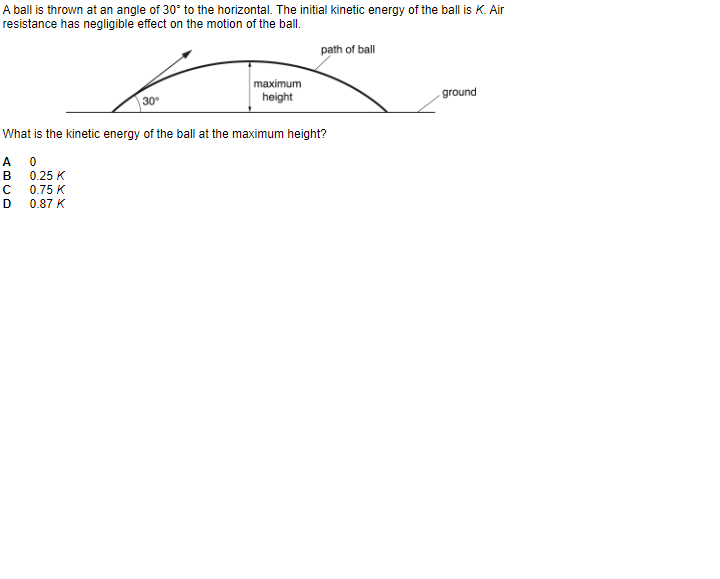 A ball is thrown at an angle of 30° to the horizontal. The initial kinetic energy of the ball is K. Air
resistance has negligible effect on the motion of the ball.
path of ball
maximum
height
30°
ground
What is the kinetic energy of the ball at the maximum height?
A 0
B 0.25 K
C 0.75 K
D 0.87 K